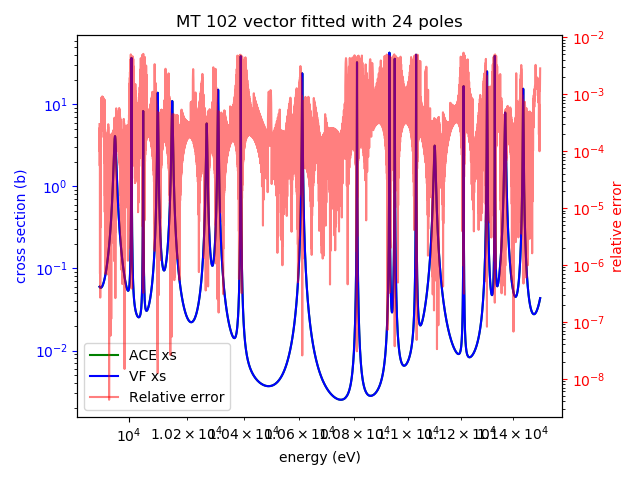 MT 102 vector fitted with 24 poles
cross section (b)
10¹
10⁰
10⁻¹
10⁻²
10⁻²
10⁻³
10⁻⁴
10⁻⁵
10⁻⁶
10⁻⁷
10⁻⁸
relative error
ACE xs
VF xs
Relative error
10⁴ 1.02 × 10⁴ 1.04 × 10⁴ 1.06 × 10⁴ 1.08 × 10⁴ 1.1 × 10⁴ 1.12 × 10⁴ 1.14 × 10⁴
energy (eV)